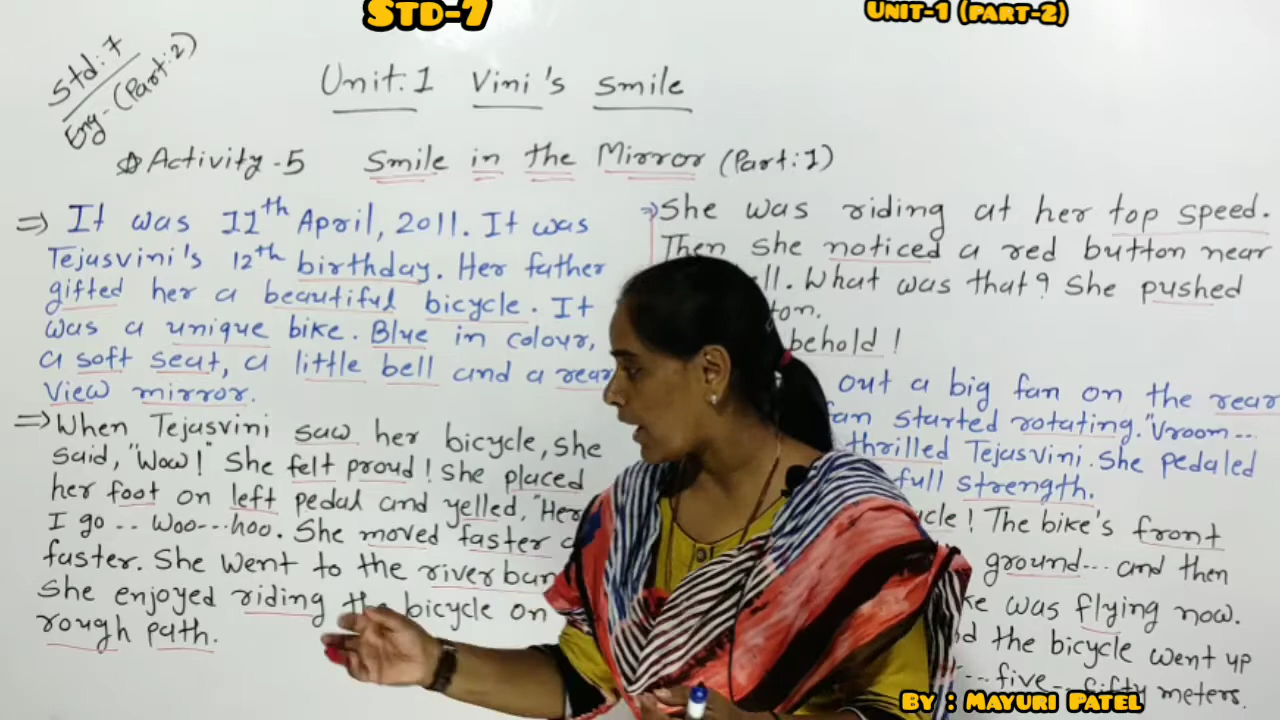 STD-7
UNIT-1 (PART-2)
Std: 7
Eng-(Part:2)
Unit:1 Vini's Smile
Activity-5 Smile in the Mirror (Part:1)
⇒ It was 11th April, 2011. It was
Tejasvini's 12th birthday. Her father
gifted her a beautiful bicycle. It
was a unique bike. Blue in colour,
a soft seat, a little bell and a rear
view mirror.
⇒ When Tejasvini saw her bicycle, she
said, "Wow!" She felt proud! She placed
her foot on left pedal and yelled, "Her
I go .. Woo---hoo. She moved faster
faster. She went to the river
She enjoyed riding the bicycle on
rough path.
⇒ She was riding at her top speed.
Then she noticed a red button near
ll. What was that? She pushed
ton.
behold!
out a big fan on the rear
fan started rotating. "Vroom...
thrilled Tejasvini. She pedaled
full strength.
cle! The bike's front
ground... and then
ke was flying now.
d the bicycle went up
...five...fifty meters.
BY : MAYURI PATEL